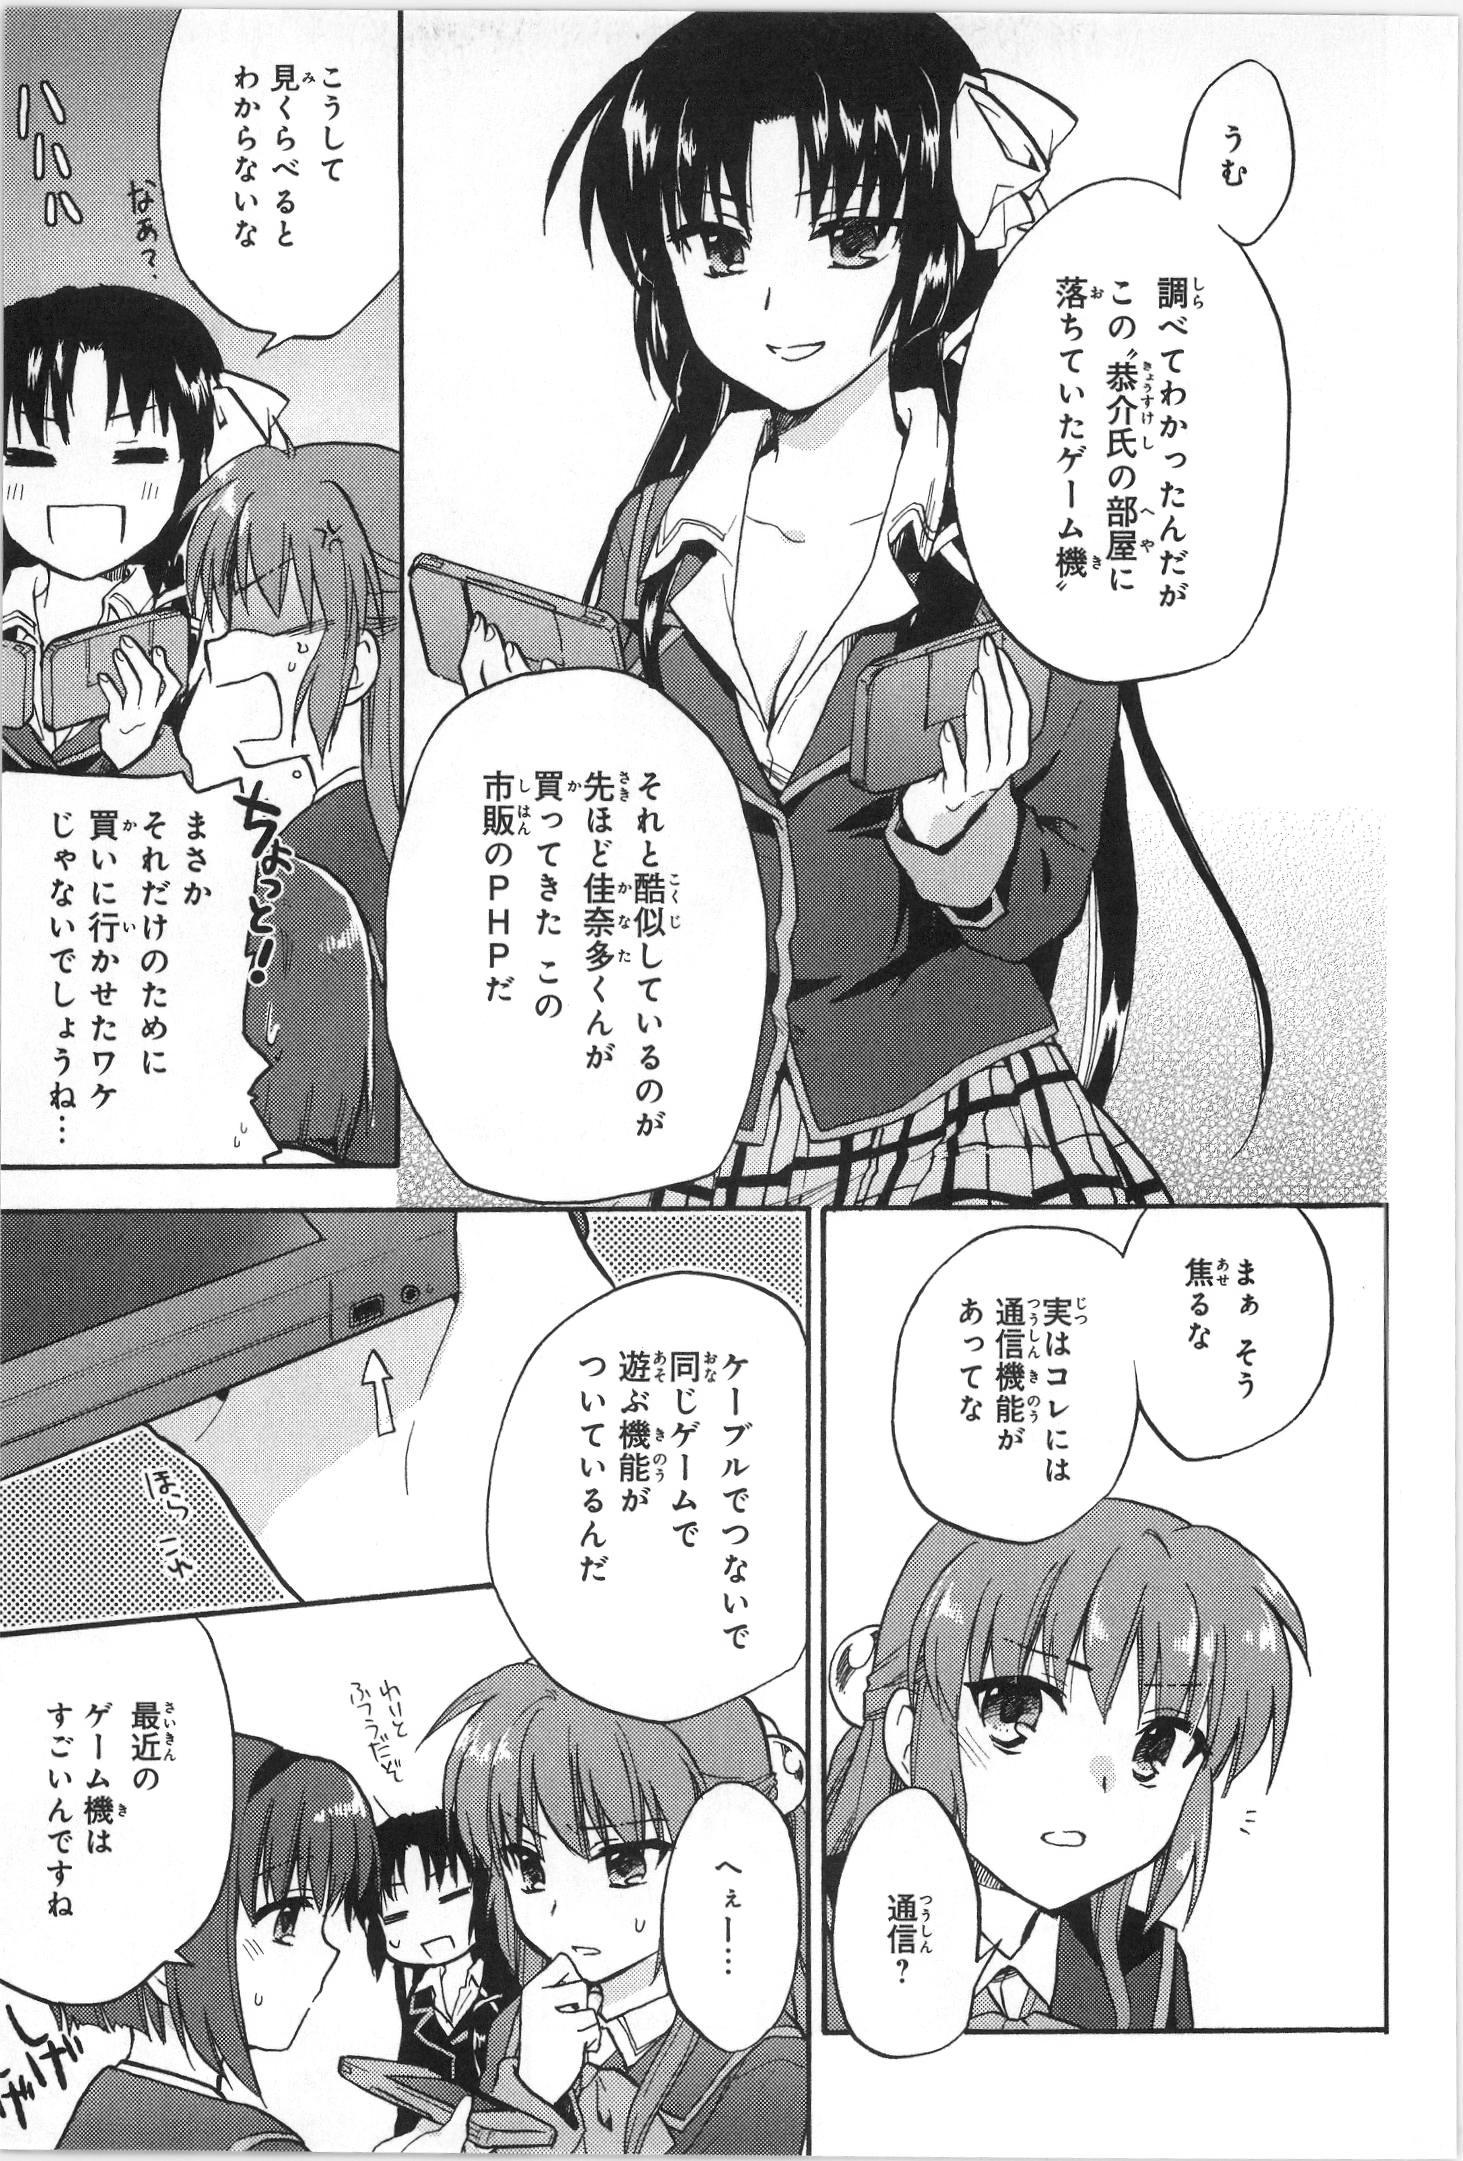 うむ
調べてわかったんだが
この〝恭介氏の部屋に
落ちていたゲーム機〟
それと酷似しているのが
先ほど佳奈多くんが
買ってきた この
市販のPHPだ
こうして
見くらべると
わからないな
なぁ？
ちょっと！
まさか
それだけのために
買いに行かせたワケ
じゃないでしょうね…
まぁ そう
焦るな
実はコレには
通信機能が
あってな
通信？
ケーブルでつないで
同じゲームで
遊ぶ機能が
ついているんだ
ほら これ
へぇー…
わりと
ふつうだぞ
最近の
ゲーム機は
すごいんですね
しげ
げげ